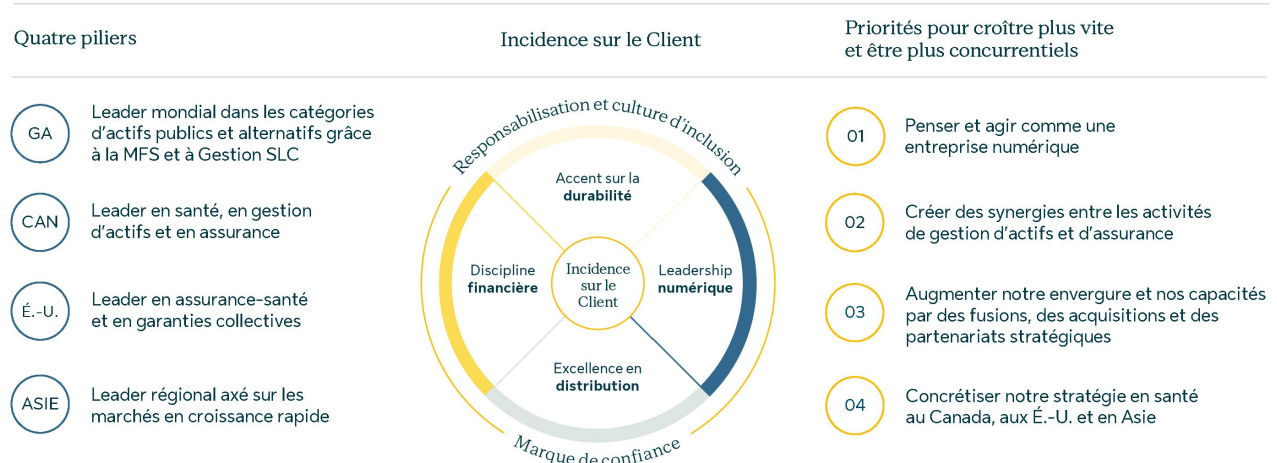 Quatre piliers
GA
Leader mondial dans les catégories
d'actifs publics et alternatifs grâce
à la MFS et à Gestion SLC
CAN
Leader en santé, en gestion
d'actifs et en assurance
É.-U.
Leader en assurance-santé
et en garanties collectives
ASIE
Leader régional axé sur les
marchés en croissance rapide
Incidence sur le Client
Responsabilisation et culture d'inclusion
Accent sur la
durabilité
Discipline
financière
Incidence
sur le
Client
Leadership
numérique
Excellence en
distribution
Marque de confiance
Priorités pour croître plus vite
et être plus concurrentiels
01
Penser et agir comme une
entreprise numérique
02
Créer des synergies entre les activités
de gestion d'actifs et d'assurance
03
Augmenter notre envergure et nos capacités
par des fusions, des acquisitions et des
partenariats stratégiques
04
Concrétiser notre stratégie en santé
au Canada, aux É.-U. et en Asie